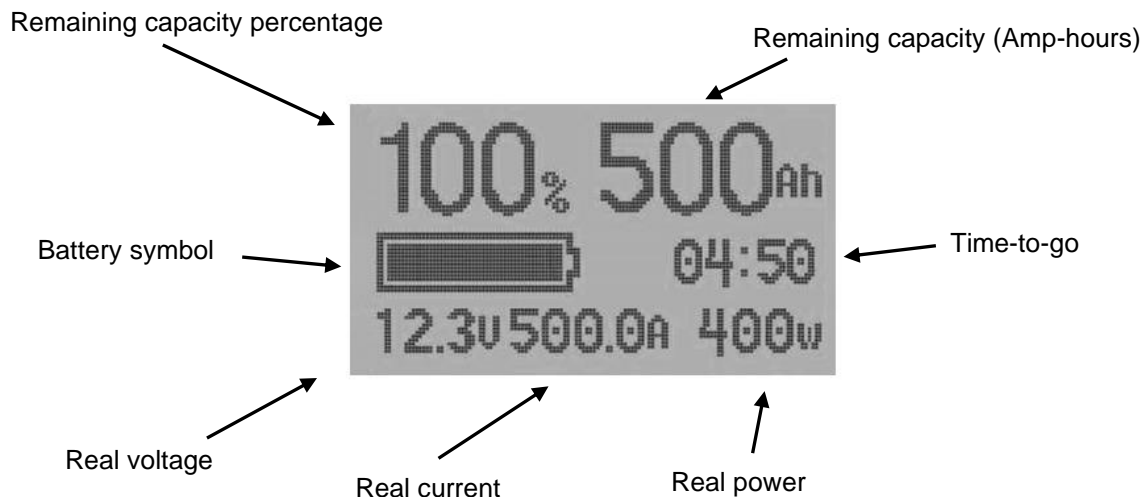 Remaining capacity percentage
Remaining capacity (Amp-hours)
100% 500Ah
Battery symbol
04:50
Time-to-go
12.3V 500.0A 400w
Real voltage
Real current
Real power